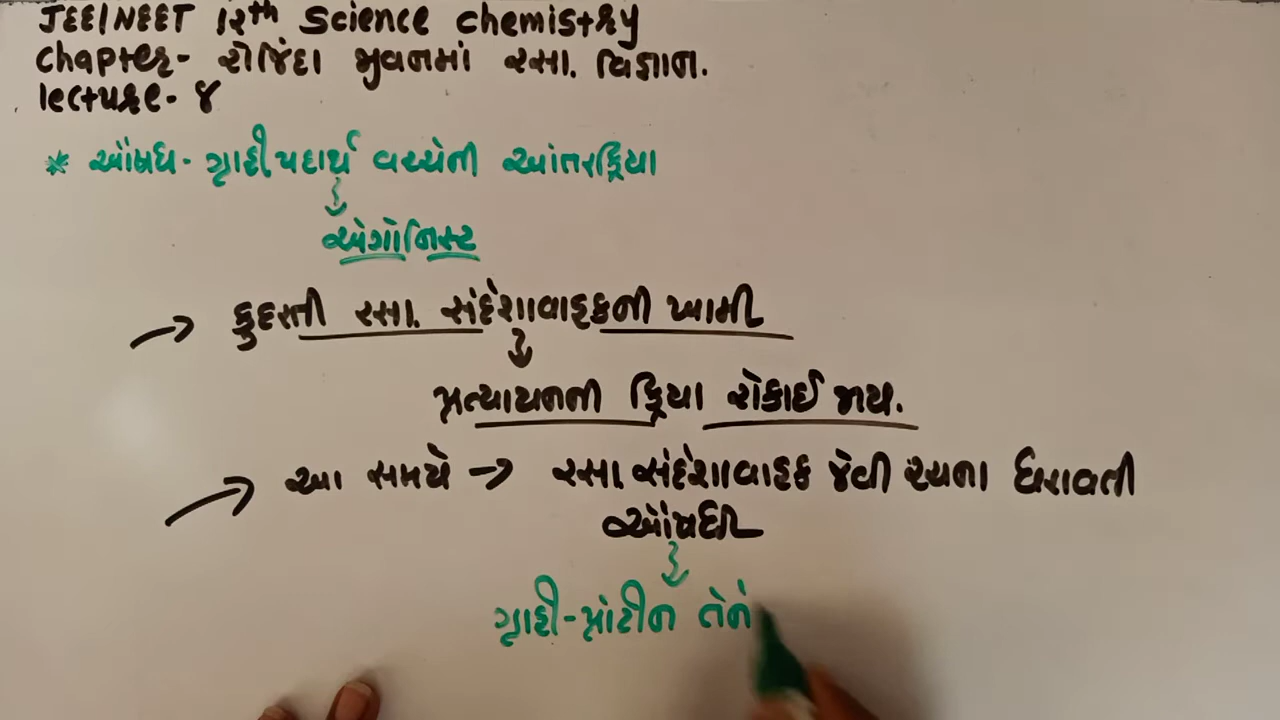 JEE/NEET 12th Science Chemistry
Chapter- રોજિંદા જીવનમાં રસા. વિજ્ઞાન.
lecture- ૪
* ઔષધ-ગ્રાહી પદાર્થ વચ્ચેની આંતરક્રિયા
એગોનિસ્ટ
→ કુદરતી રસા. સંદેશાવાહકની ખામી
પ્રત્યાયનની ક્રિયા રોકાઈ જાય.
→ આ સમયે → રસા. સંદેશાવાહક જેવી રચના ધરાવતી
ઔષધી
ગ્રાહી-પ્રોટીન તેને